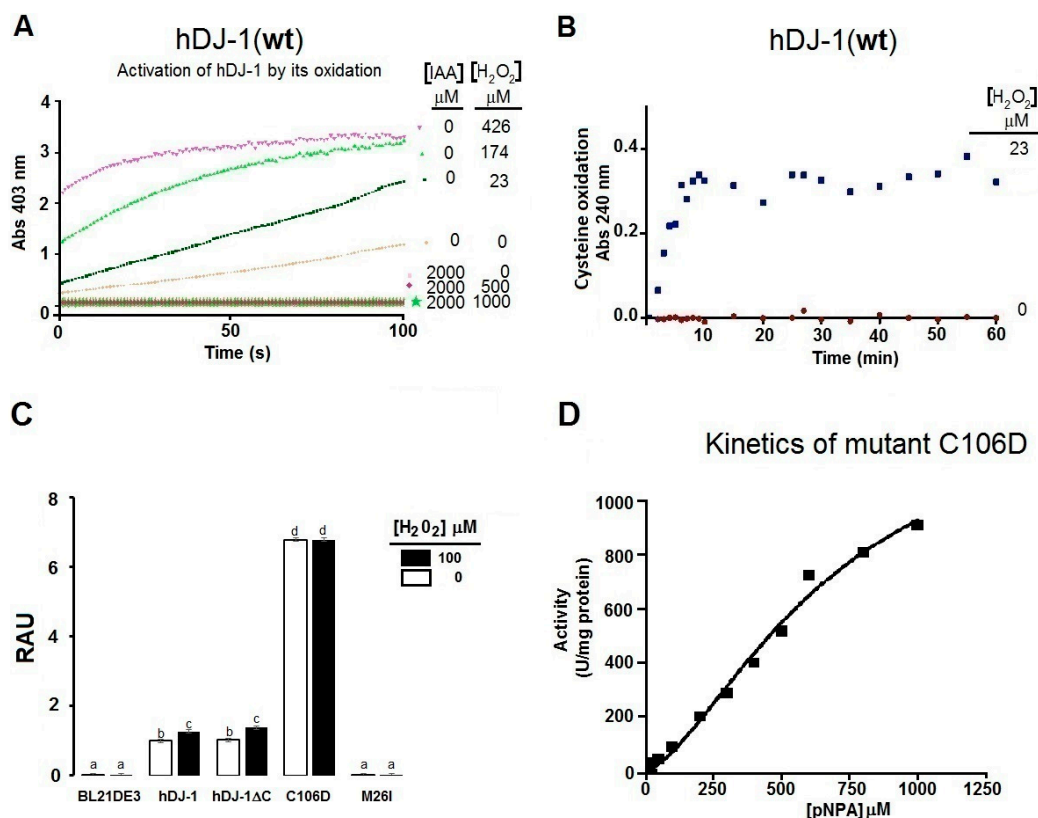 A
hDJ-1(wt)
Activation of hDJ-1 by its oxidation
[IAA] [H2O2]
μM μM
4
3
2
1
0
Abs 403 nm
0 426
0 174
0 23
0 0
2000 0
2000 500
2000 1000
0 50 100
Time (s)
B
hDJ-1(wt)
[H2O2]
μM
23
0
0.4
0.2
0.0
Cysteine oxidation
Abs 240 nm
10 20 30 40 50 60
Time (min)
C
8
6
4
2
0
RAU
[H2O2] μM
100
0
a a b c b c d d a a
BL21DE3 hDJ-1 hDJ-1ΔC C106D M26I
D
Kinetics of mutant C106D
1000
800
600
400
200
0
Activity
(U/mg protein)
0 250 500 750 1000 1250
[pNPA] μM